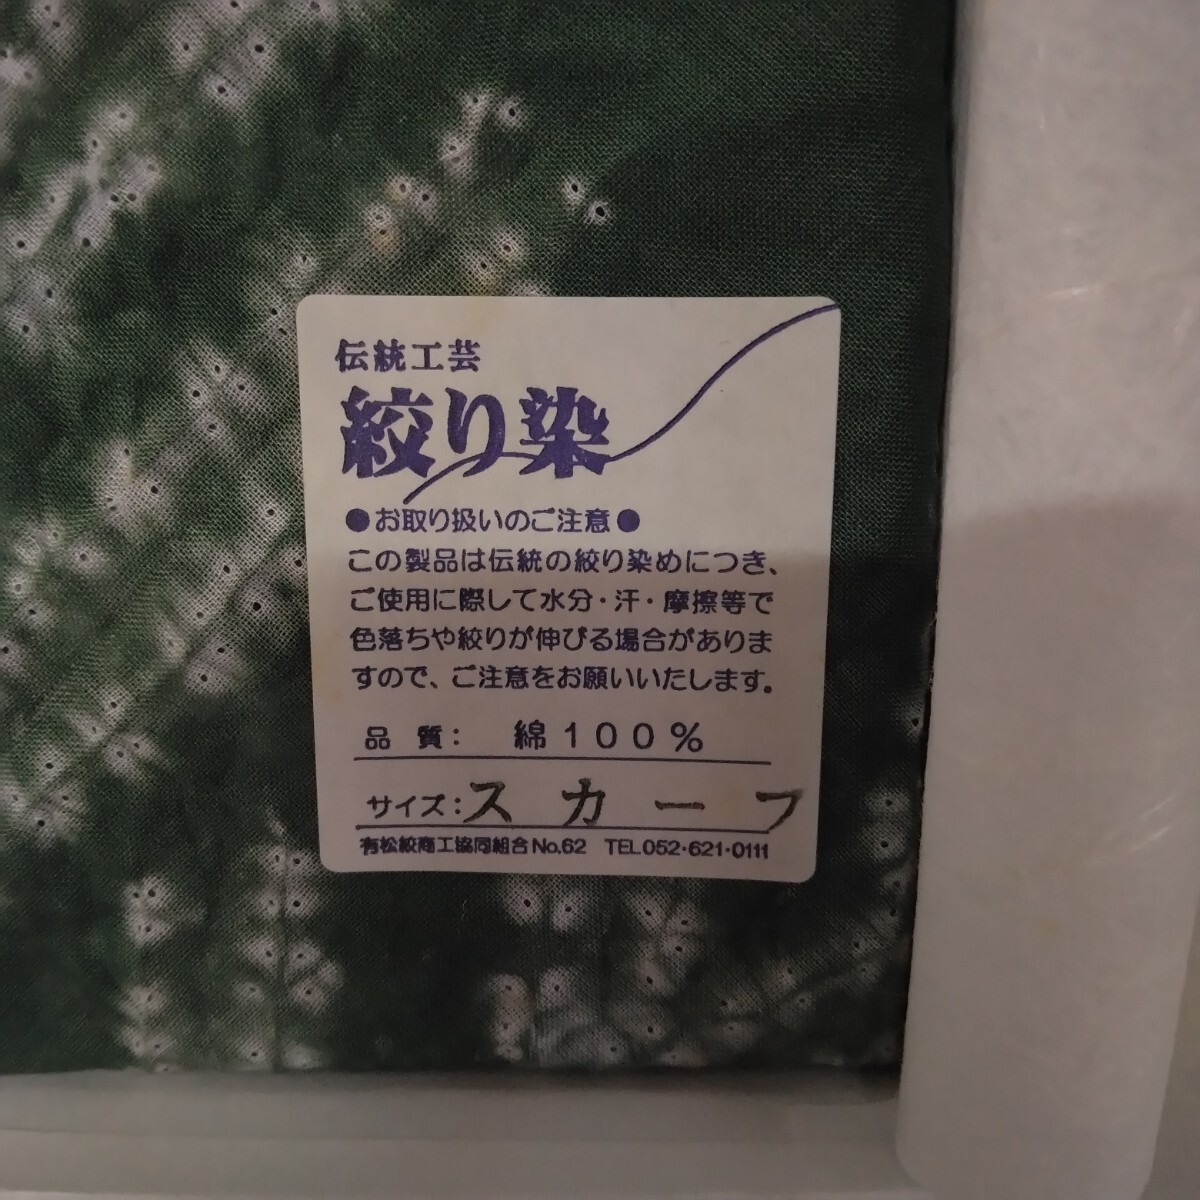 伝統工芸
絞り染
●お取り扱いのご注意●
この製品は伝統の絞り染めにつき、
ご使用に際して水分・汗・摩擦等で
色落ちや絞りが伸びる場合がありま
すので、ご注意をお願いいたします。
品質: 綿100%
サイズ:スカーフ
有松絞商工協同組合No.62 TEL052・621・0111